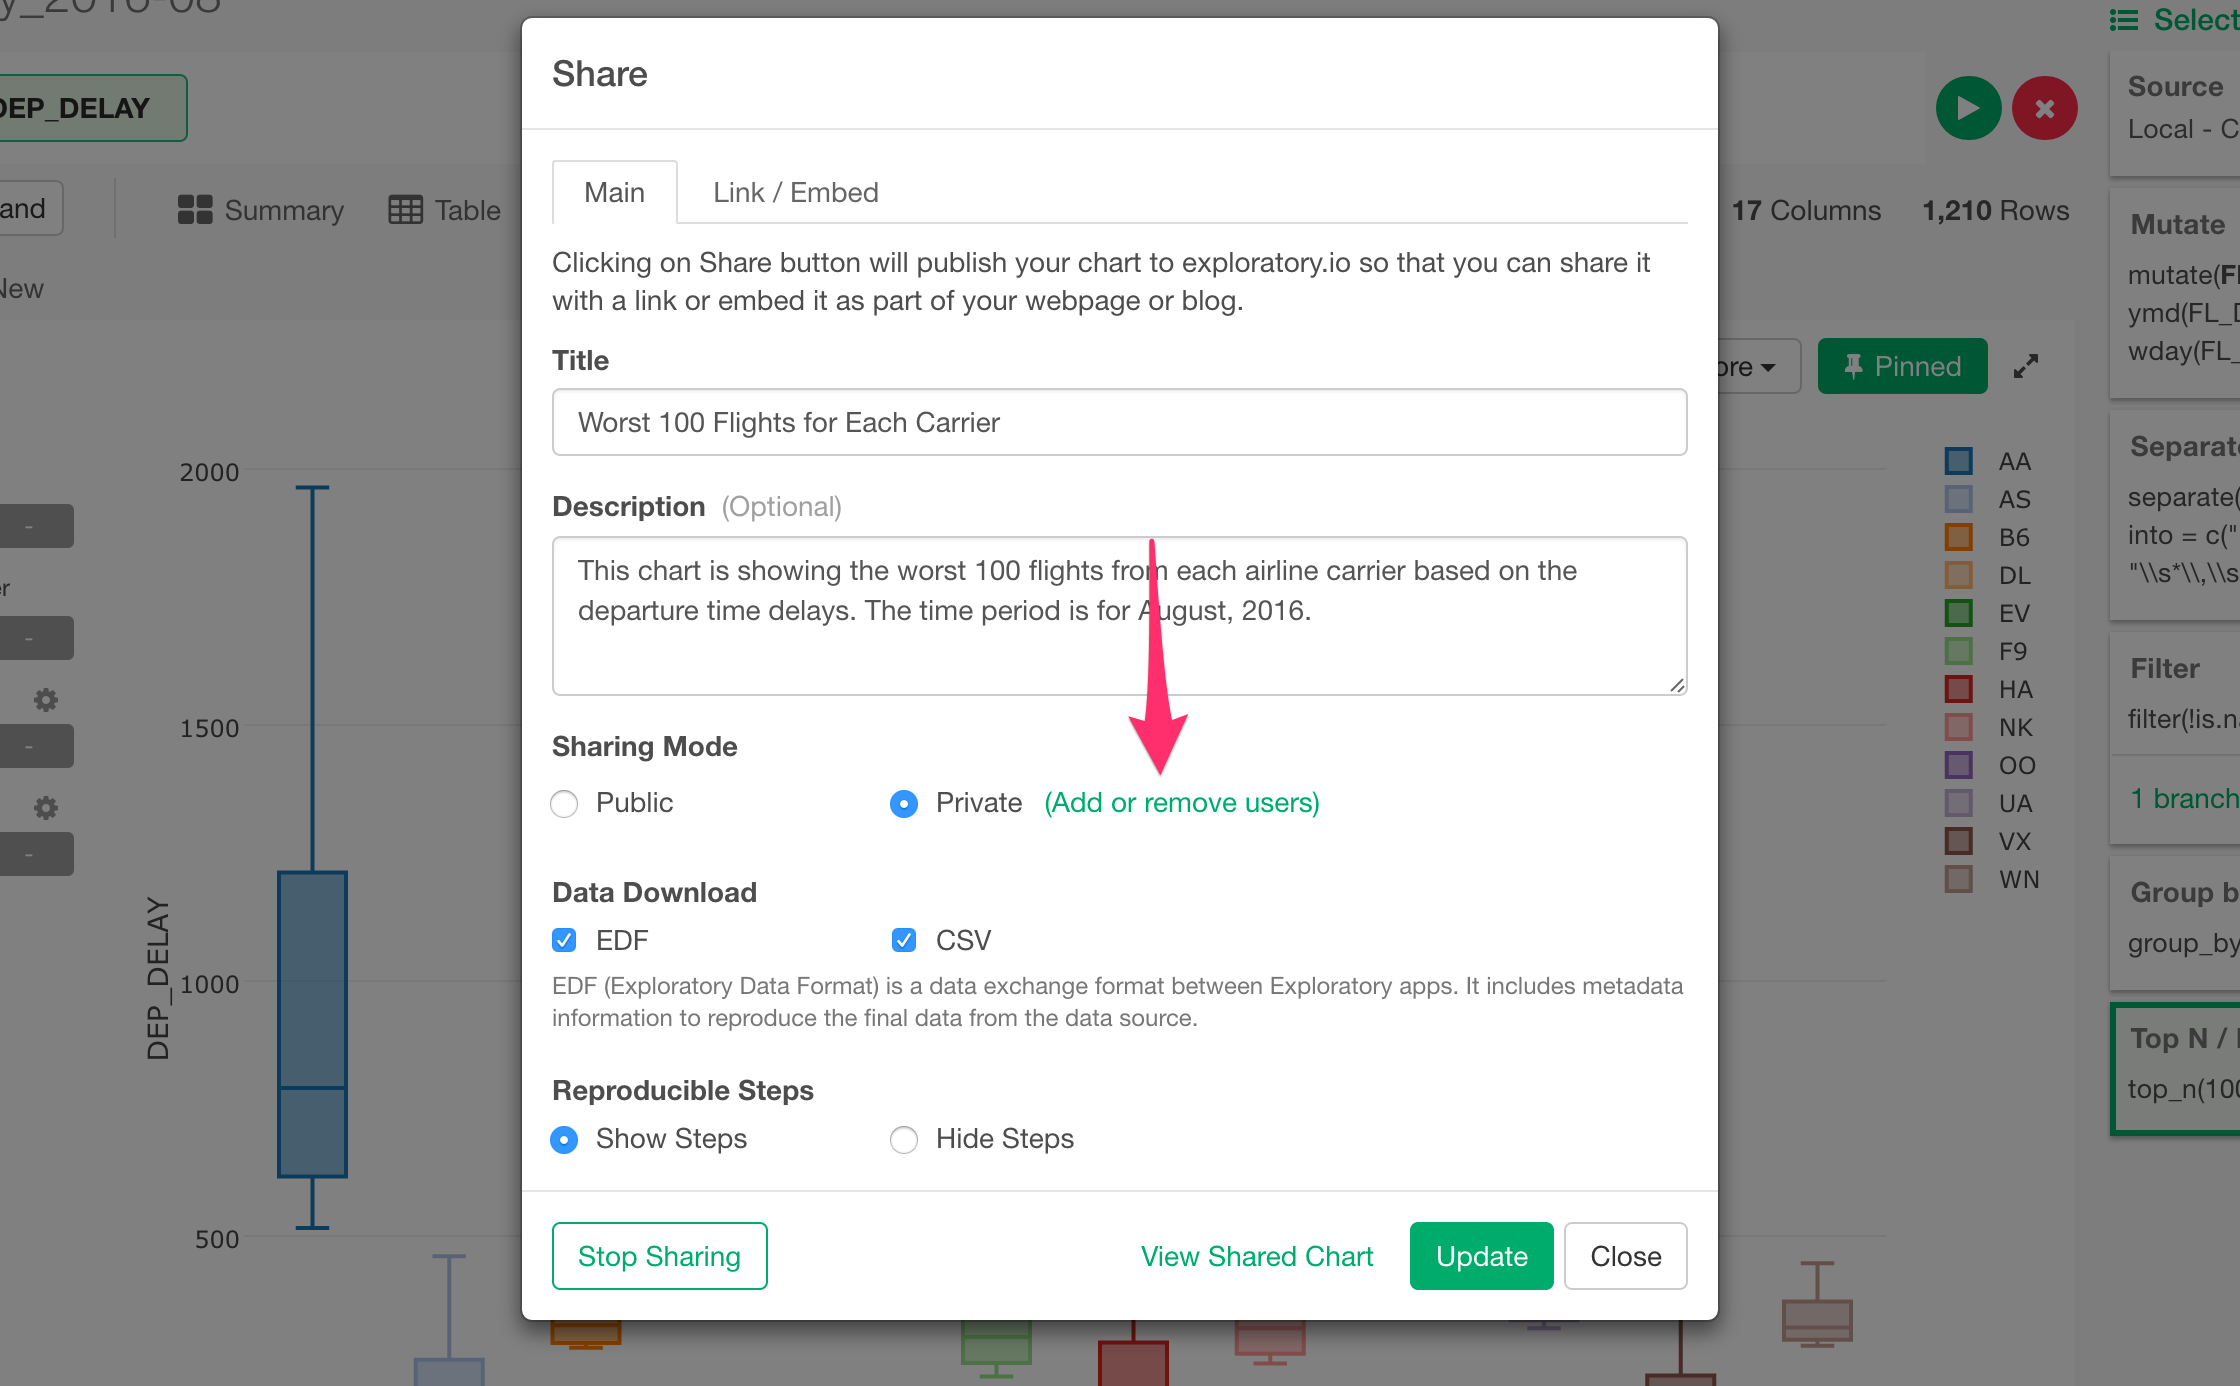 DEP_DELAY
Summary
Table
2000
1500
1000
500
DEP_DELAY
Share
Main
Link / Embed
Clicking on Share button will publish your chart to exploratory.io so that you can share it
with a link or embed it as part of your webpage or blog.
Title
Worst 100 Flights for Each Carrier
Description (Optional)
This chart is showing the worst 100 flights from each airline carrier based on the
departure time delays. The time period is for August, 2016.
Sharing Mode
Public
Private (Add or remove users)
Data Download
EDF
CSV
EDF (Exploratory Data Format) is a data exchange format between Exploratory apps. It includes metadata
information to reproduce the final data from the data source.
Reproducible Steps
Show Steps
Hide Steps
Stop Sharing
View Shared Chart
Update
Close
17 Columns
1,210 Rows
Pinned
AA
AS
B6
DL
EV
F9
HA
NK
OO
UA
VX
WN
Select
Source
Local - C
Mutate
mutate(F
ymd(FL_D
wday(FL_
Separate
separate(
into = c("
"\\s*\\,\\s
Filter
filter(!is.na
1 branch
Group b
group_by
Top N /
top_n(100